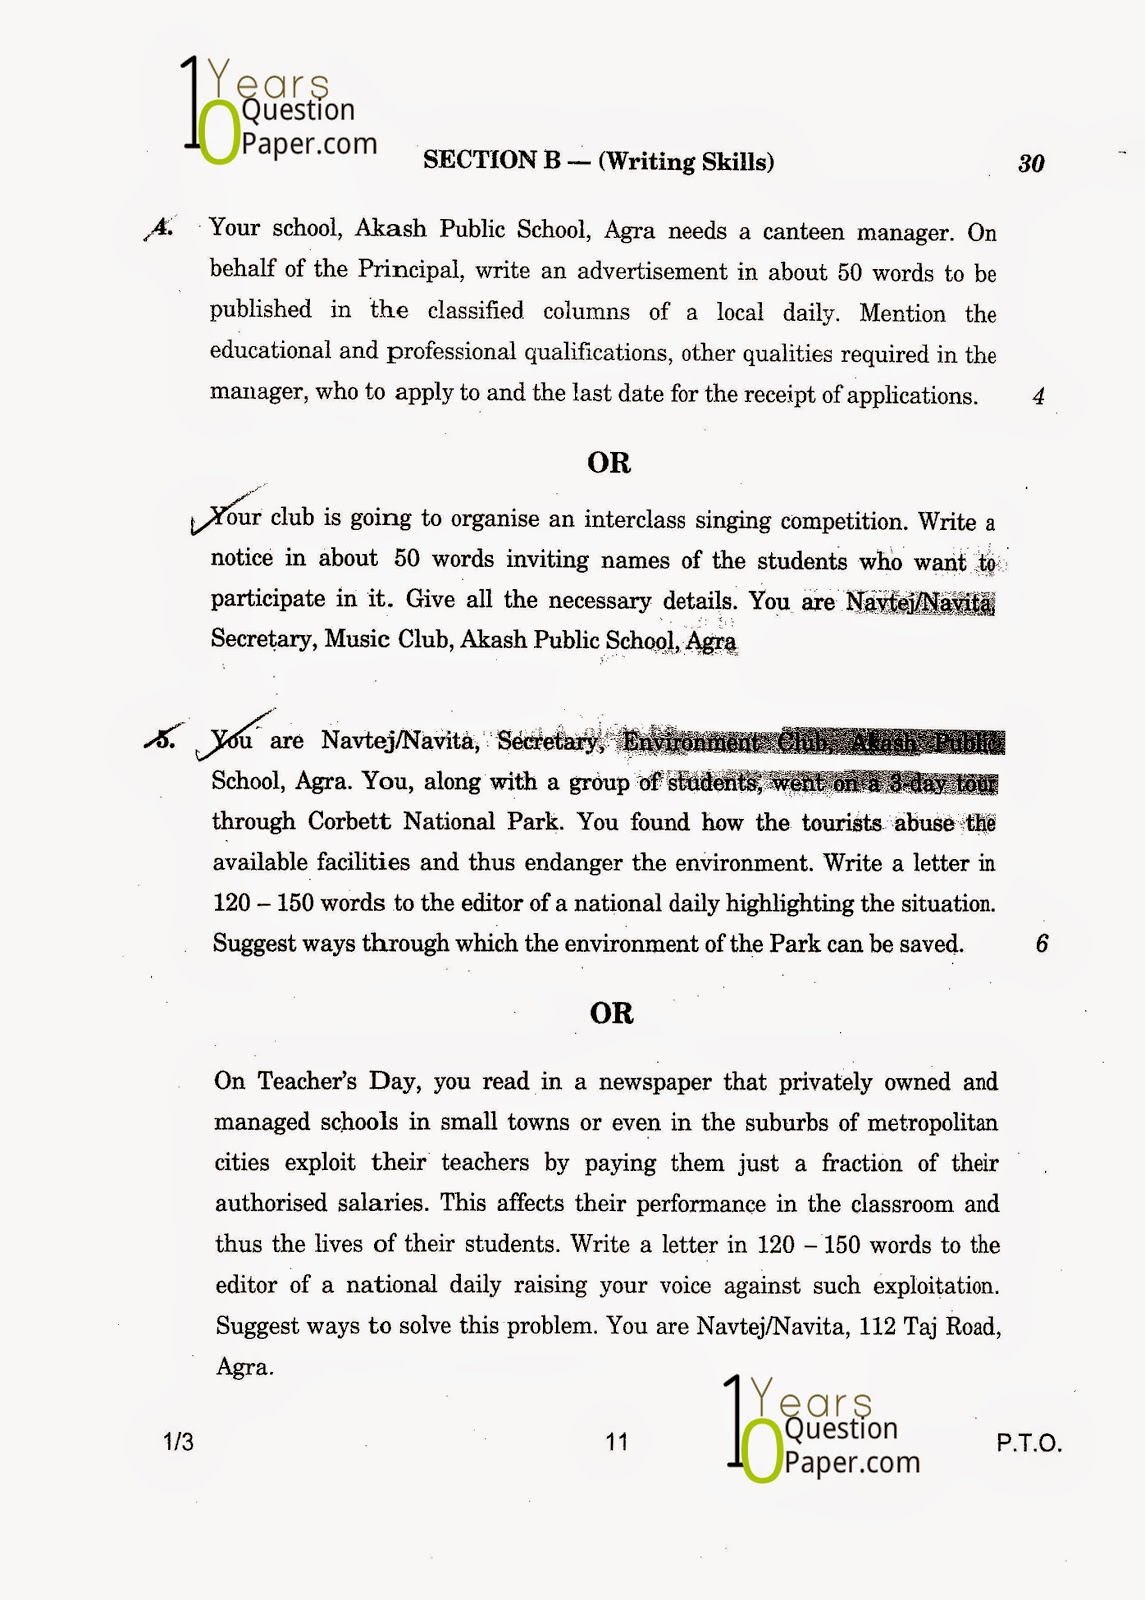 10 Years
Question
Paper.com
SECTION B — (Writing Skills) 30
4. Your school, Akash Public School, Agra needs a canteen manager. On
behalf of the Principal, write an advertisement in about 50 words to be
published in the classified columns of a local daily. Mention the
educational and professional qualifications, other qualities required in the
manager, who to apply to and the last date for the receipt of applications. 4
OR
Your club is going to organise an interclass singing competition. Write a
notice in about 50 words inviting names of the students who want to
participate in it. Give all the necessary details. You are Navtej/Navita,
Secretary, Music Club, Akash Public School, Agra
5. You are Navtej/Navita, Secretary, Environment Club, Akash Public
School, Agra. You, along with a group of students, went on a 3-day tour
through Corbett National Park. You found how the tourists abuse the
available facilities and thus endanger the environment. Write a letter in
120 – 150 words to the editor of a national daily highlighting the situation.
Suggest ways through which the environment of the Park can be saved. 6
OR
On Teacher's Day, you read in a newspaper that privately owned and
managed schools in small towns or even in the suburbs of metropolitan
cities exploit their teachers by paying them just a fraction of their
authorised salaries. This affects their performance in the classroom and
thus the lives of their students. Write a letter in 120 – 150 words to the
editor of a national daily raising your voice against such exploitation.
Suggest ways to solve this problem. You are Navtej/Navita, 112 Taj Road,
Agra.
10 Years
Question
Paper.com
1/3 11 P.T.O.